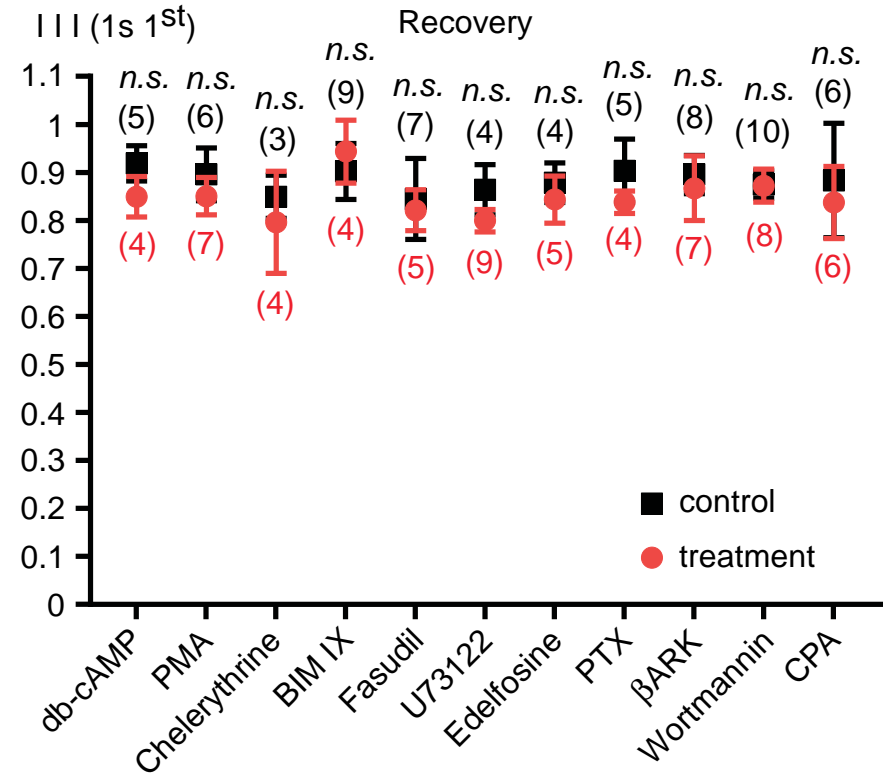 I I I (1s 1st)
Recovery
1.1
1
0.9
0.8
0.7
0.6
0.5
0.4
0.3
0.2
0.1
0
n.s. n.s. n.s. n.s. n.s. n.s. n.s. n.s. n.s. n.s. n.s.
(5) (6) (3) (9) (7) (4) (4) (5) (8) (10) (6)
(4) (7) (4) (4) (5) (9) (5) (4) (7) (8) (6)
control
treatment
db-cAMP
PMA
Chelerythrine
BIM IX
Fasudil
U73122
Edelfosine
PTX
βARK
Wortmannin
CPA